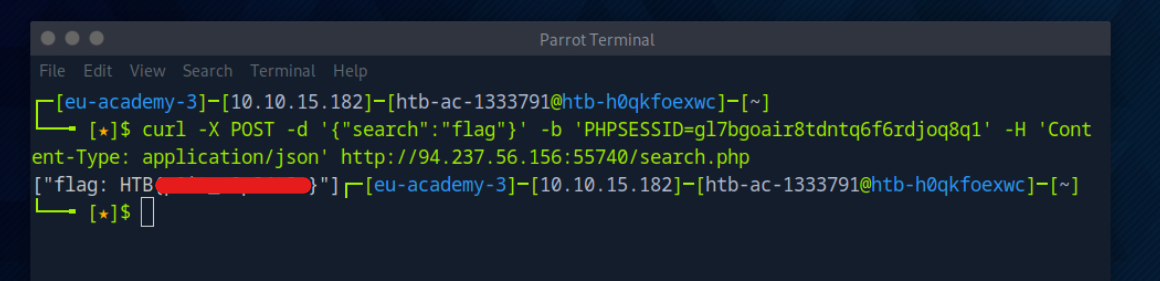 Parrot Terminal
File Edit View Search Terminal Help
┌─[eu-academy-3]─[10.10.15.182]─[htb-ac-1333791@htb-h0qkfoexwc]─[~]
└──╼ [★]$ curl -X POST -d '{"search":"flag"}' -b 'PHPSESSID=gl7bgoair8tdntq6f6rdjoq8q1' -H 'Cont
ent-Type: application/json' http://94.237.56.156:55740/search.php
["flag: HTB{}"]┌─[eu-academy-3]─[10.10.15.182]─[htb-ac-1333791@htb-h0qkfoexwc]─[~]
└──╼ [★]$